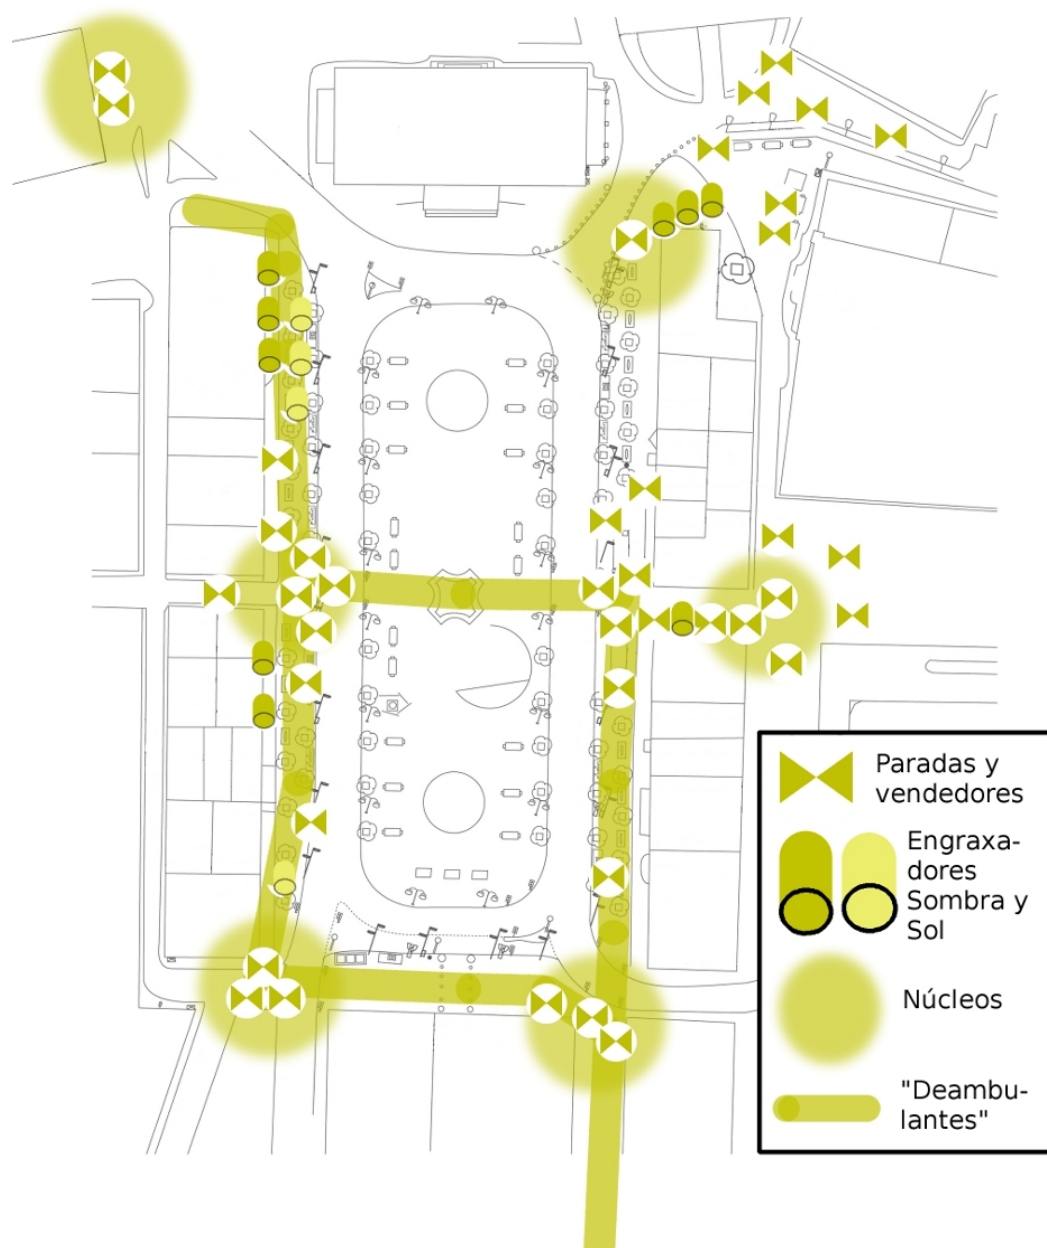 Paradas y
vendedores
Engraxa-
dores
Sombra y
Sol
Núcleos
"Deambu-
lantes"